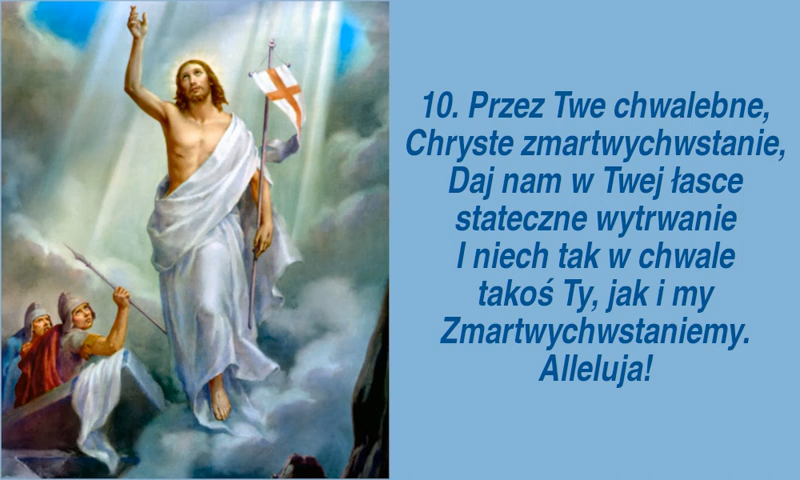 10. Przez Twe chwalebne,
Chryste zmartwychwstanie,
Daj nam w Twej łasce
stateczne wytrwanie
I niech tak w chwale
takoś Ty, jak i my
Zmartwychwstaniemy.
Alleluja!